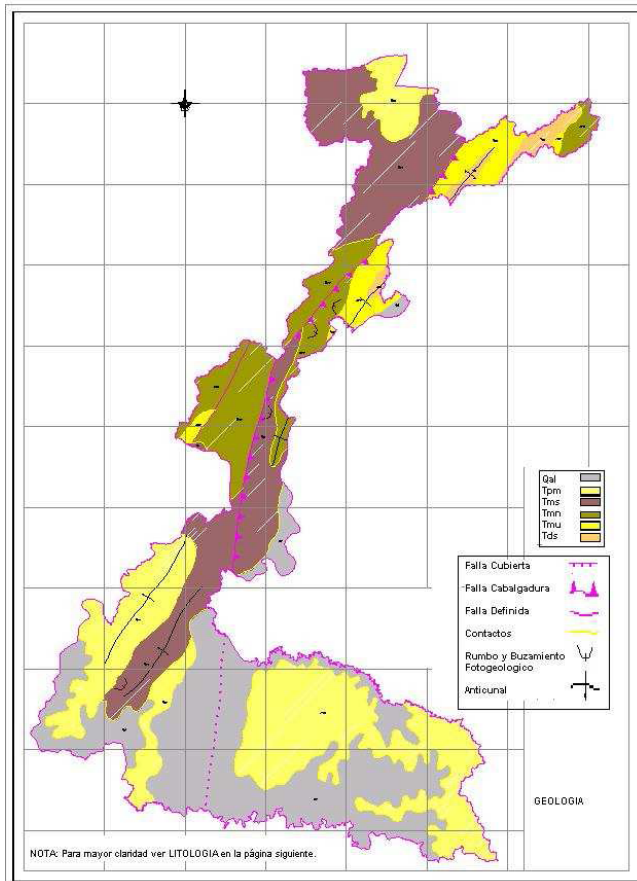 Qal
Tpm
Tms
Tmn
Tmu
Tds
Falla Cubierta
Falla Cabalgadura
Falla Definida
Contactos
Rumbo y Buzamiento
Fotogeologico
Anticunal
GEOLOGIA
NOTA: Para mayor claridad ver LITOLOGIA en la página siguiente.